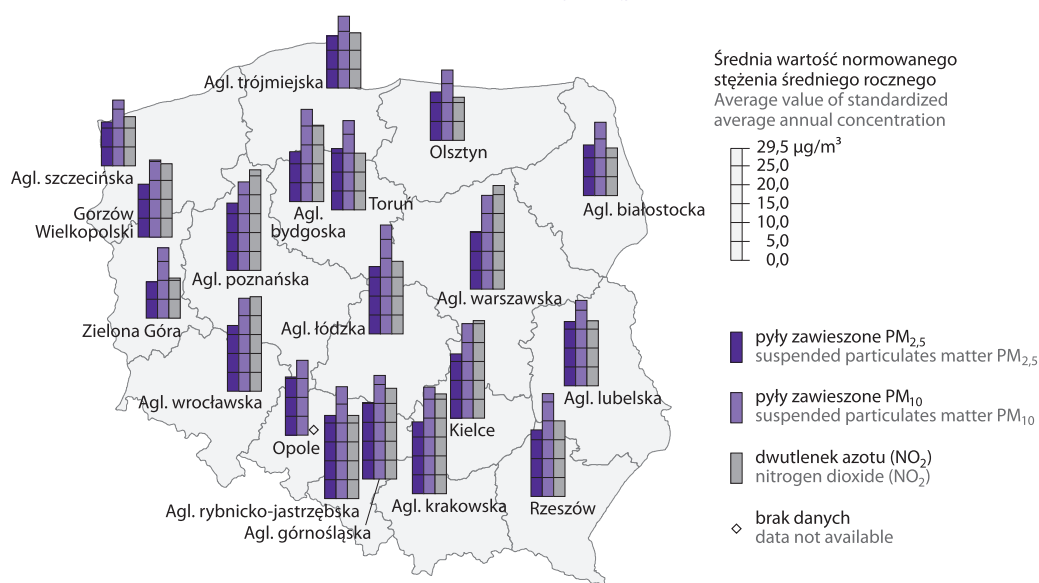 Agl. trójmiejska
Olsztyn
Agl. szczecińska
Agl. białostocka
Gorzów
Wielkopolski
Agl.
bydgoska
Toruń
Agl. poznańska
Agl. warszawska
Zielona Góra
Agl. łódzka
Agl. wrocławska
Agl. lubelska
Kielce
Opole
Agl. rybnicko-jastrzębska
Agl. górnośląska
Agl. krakowska
Rzeszów
Średnia wartość normowanego
stężenia średniego rocznego
Average value of standardized
average annual concentration
29,5 µg/m³
25,0
20,0
15,0
10,0
5,0
0,0
pyły zawieszone PM2,5
suspended particulates matter PM2,5
pyły zawieszone PM10
suspended particulates matter PM10
dwutlenek azotu (NO2)
nitrogen dioxide (NO2)
brak danych
data not available